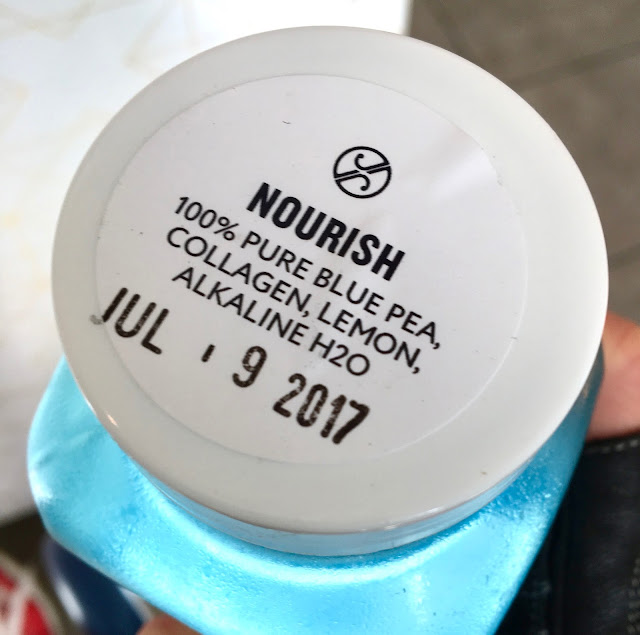 NOURISH
100% PURE BLUE PEA,
COLLAGEN, LEMON,
ALKALINE H2O
JUL 9 2017